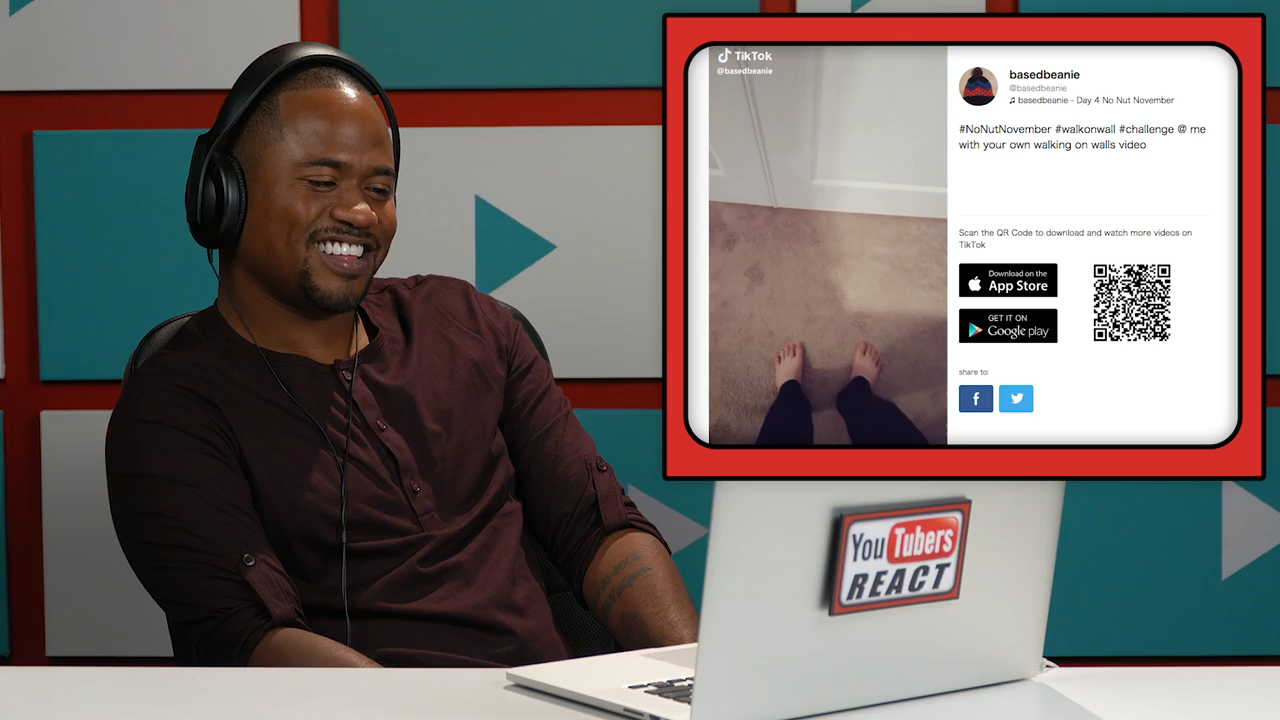 TikTok
@basedbeanie
basedbeanie
@basedbeanie
basedbeanie - Day 4 No Nut November
#NoNutNovember #walkonwall #challenge @ me
with your own walking on walls video
Scan the QR Code to download and watch more videos on
TikTok
Download on the
App Store
GET IT ON
Google play
share to:
f
YouTubers
REACT